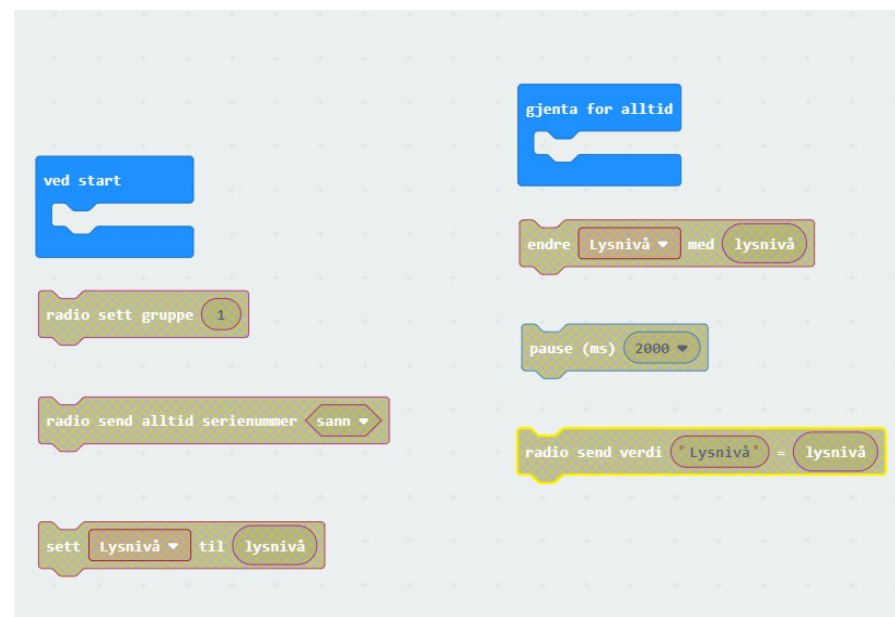 ved start
radio sett gruppe 1
radio send alltid serienummer sann
sett Lysnivå til lysnivå
gjenta for alltid
endre Lysnivå med lysnivå
pause (ms) 2000
radio send verdi "Lysnivå" = lysnivå